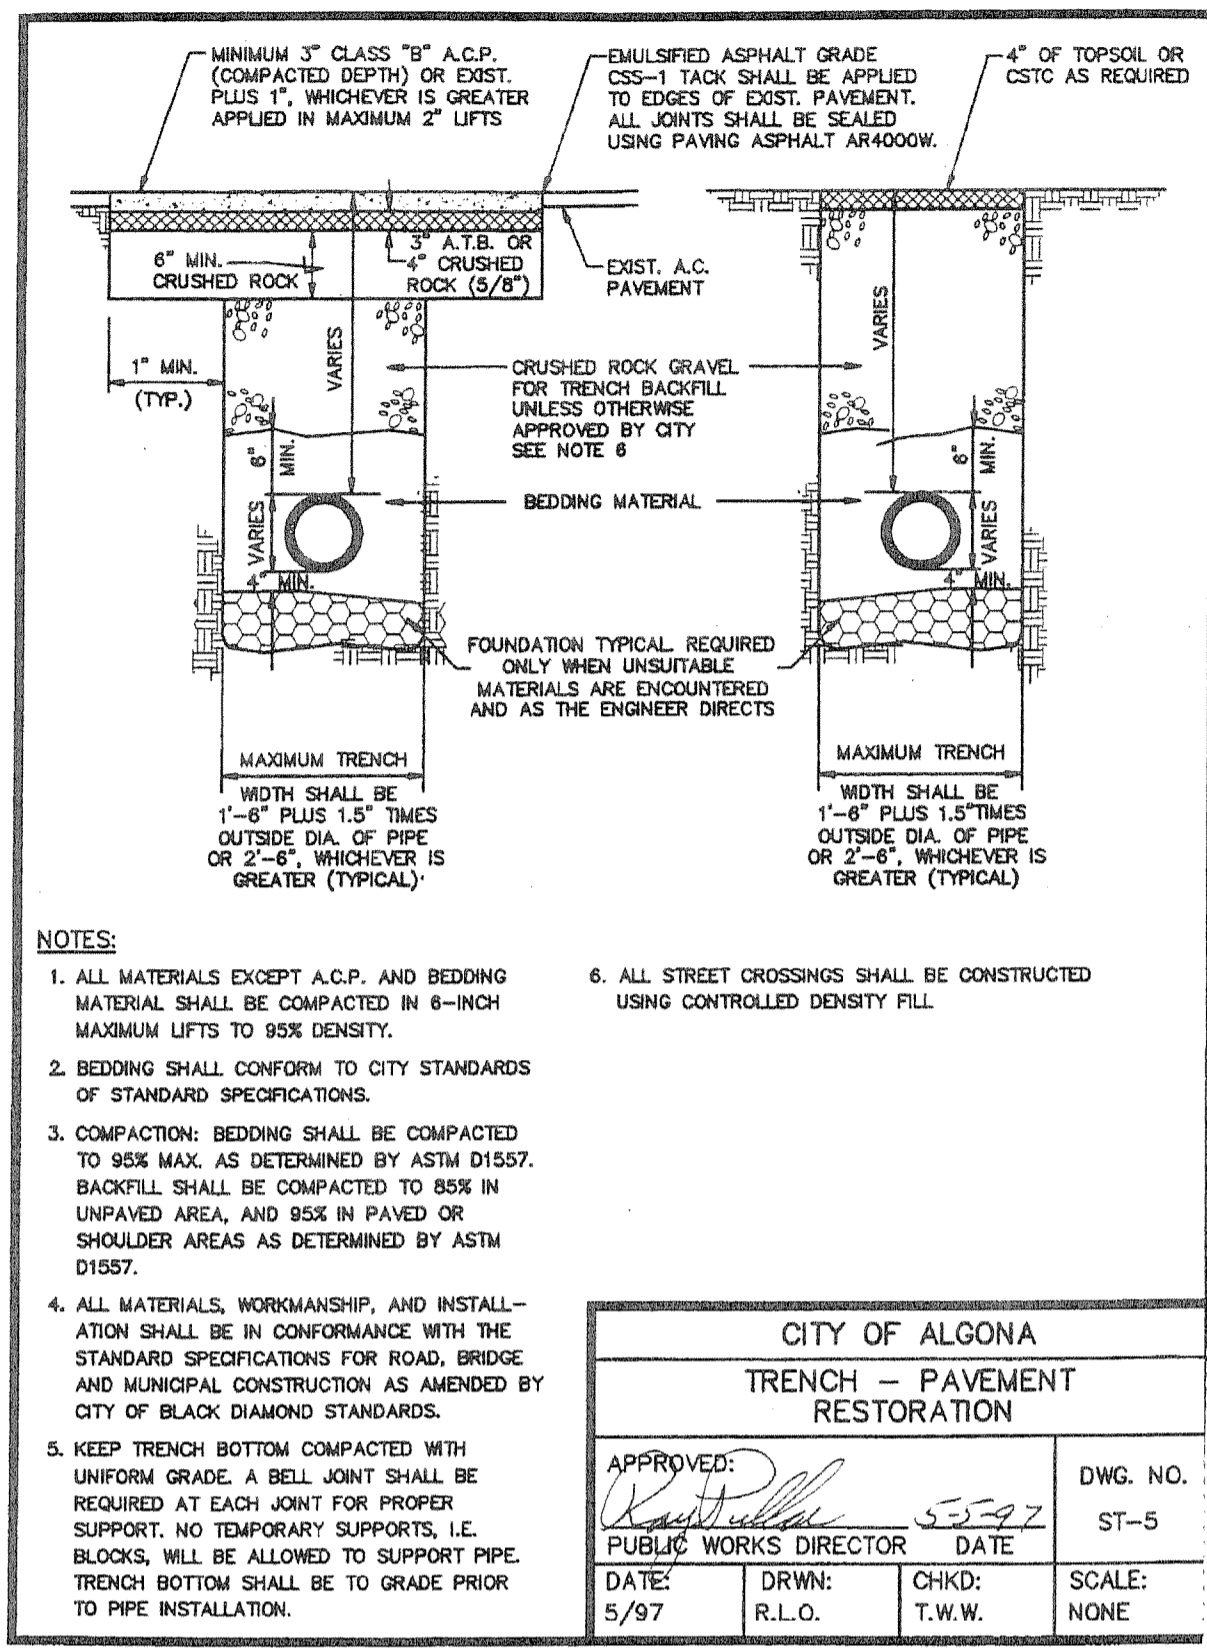 MINIMUM 3" CLASS "B" A.C.P.
(COMPACTED DEPTH) OR EXIST.
PLUS 1", WHICHEVER IS GREATER
APPLIED IN MAXIMUM 2" LIFTS
EMULSIFIED ASPHALT GRADE
CSS-1 TACK SHALL BE APPLIED
TO EDGES OF EXIST. PAVEMENT.
ALL JOINTS SHALL BE SEALED
USING PAVING ASPHALT AR4000W.
4" OF TOPSOIL OR
CSTC AS REQUIRED
6" MIN.
CRUSHED ROCK
3" A.T.B. OR
4" CRUSHED
ROCK (5/8")
EXIST. A.C.
PAVEMENT
1" MIN.
(TYP.)
VARIES
VARIES
CRUSHED ROCK GRAVEL
FOR TRENCH BACKFILL
UNLESS OTHERWISE
APPROVED BY CITY
SEE NOTE 6
6" MIN.
6" MIN.
BEDDING MATERIAL
VARIES
VARIES
4" MIN.
4" MIN.
FOUNDATION TYPICAL REQUIRED
ONLY WHEN UNSUITABLE
MATERIALS ARE ENCOUNTERED
AND AS THE ENGINEER DIRECTS
MAXIMUM TRENCH
WIDTH SHALL BE
1'-6" PLUS 1.5" TIMES
OUTSIDE DIA. OF PIPE
OR 2'-6", WHICHEVER IS
GREATER (TYPICAL)
MAXIMUM TRENCH
WIDTH SHALL BE
1'-6" PLUS 1.5"TIMES
OUTSIDE DIA. OF PIPE
OR 2'-6", WHICHEVER IS
GREATER (TYPICAL)
NOTES:
1. ALL MATERIALS EXCEPT A.C.P. AND BEDDING
MATERIAL SHALL BE COMPACTED IN 6-INCH
MAXIMUM LIFTS TO 95% DENSITY.
2. BEDDING SHALL CONFORM TO CITY STANDARDS
OF STANDARD SPECIFICATIONS.
3. COMPACTION: BEDDING SHALL BE COMPACTED
TO 95% MAX. AS DETERMINED BY ASTM D1557.
BACKFILL SHALL BE COMPACTED TO 85% IN
UNPAVED AREA, AND 95% IN PAVED OR
SHOULDER AREAS AS DETERMINED BY ASTM
D1557.
4. ALL MATERIALS, WORKMANSHIP, AND INSTALL-
ATION SHALL BE IN CONFORMANCE WITH THE
STANDARD SPECIFICATIONS FOR ROAD, BRIDGE
AND MUNICIPAL CONSTRUCTION AS AMENDED BY
CITY OF BLACK DIAMOND STANDARDS.
5. KEEP TRENCH BOTTOM COMPACTED WITH
UNIFORM GRADE. A BELL JOINT SHALL BE
REQUIRED AT EACH JOINT FOR PROPER
SUPPORT. NO TEMPORARY SUPPORTS, I.E.
BLOCKS, WILL BE ALLOWED TO SUPPORT PIPE.
TRENCH BOTTOM SHALL BE TO GRADE PRIOR
TO PIPE INSTALLATION.
6. ALL STREET CROSSINGS SHALL BE CONSTRUCTED
USING CONTROLLED DENSITY FILL
CITY OF ALGONA
TRENCH - PAVEMENT
RESTORATION
APPROVED:
5-5-97
PUBLIC WORKS DIRECTOR DATE
DWG. NO.
ST-5
DATE:
5/97
DRWN:
R.L.O.
CHKD:
T.W.W.
SCALE:
NONE